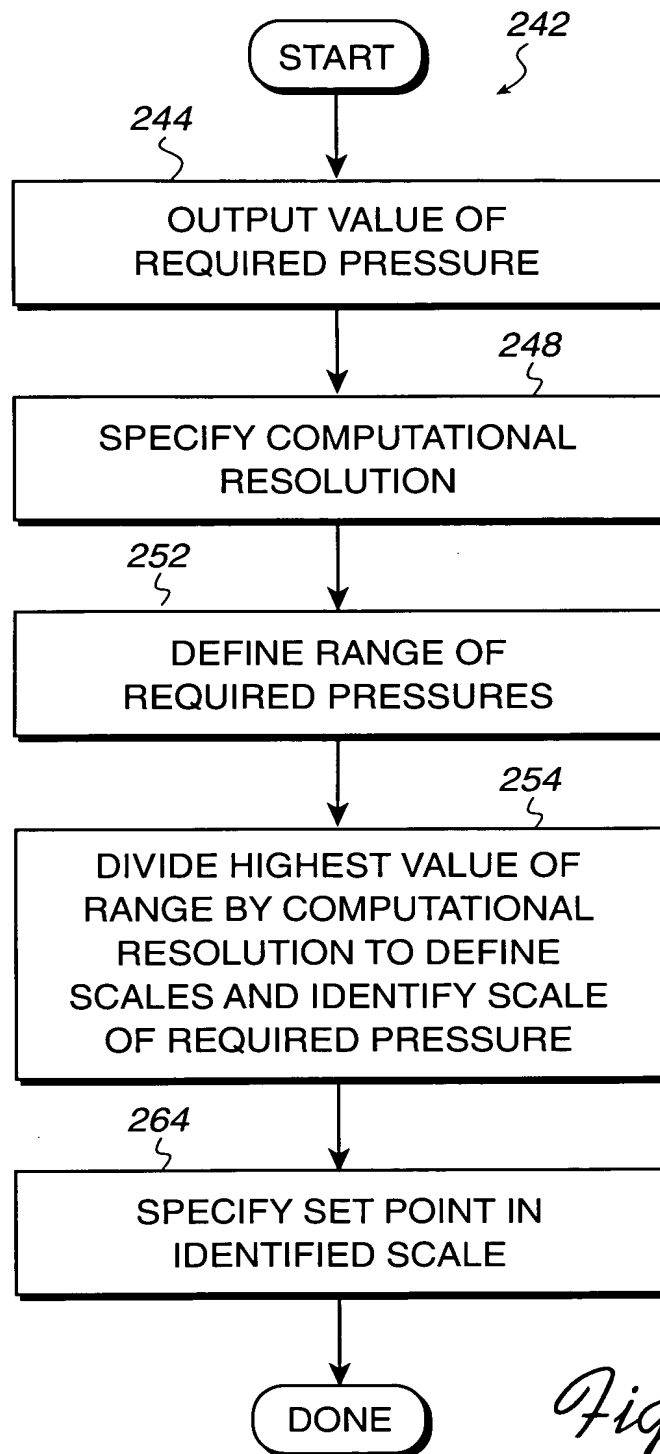 242
START
244
OUTPUT VALUE OF
REQUIRED PRESSURE
248
SPECIFY COMPUTATIONAL
RESOLUTION
252
DEFINE RANGE OF
REQUIRED PRESSURES
254
DIVIDE HIGHEST VALUE OF
RANGE BY COMPUTATIONAL
RESOLUTION TO DEFINE
SCALES AND IDENTIFY SCALE
OF REQUIRED PRESSURE
264
SPECIFY SET POINT IN
IDENTIFIED SCALE
DONE
Fig